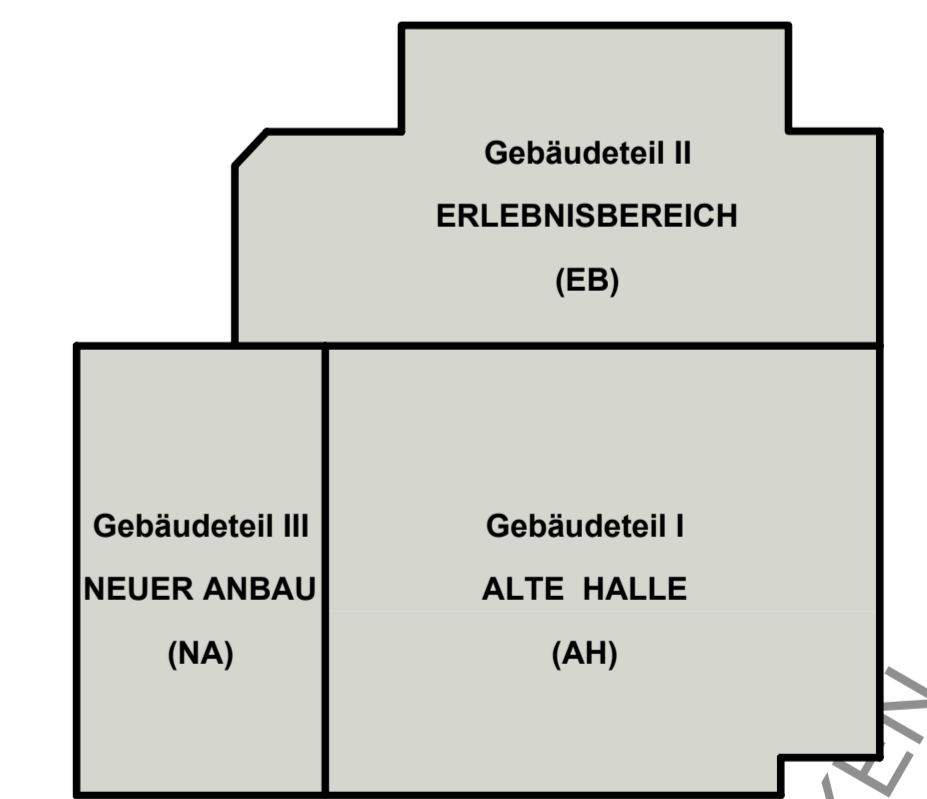 Gebäudeteil II
ERLEBNISBEREICH
(EB)
Gebäudeteil III
NEUER ANBAU
(NA)
Gebäudeteil I
ALTE HALLE
(AH)